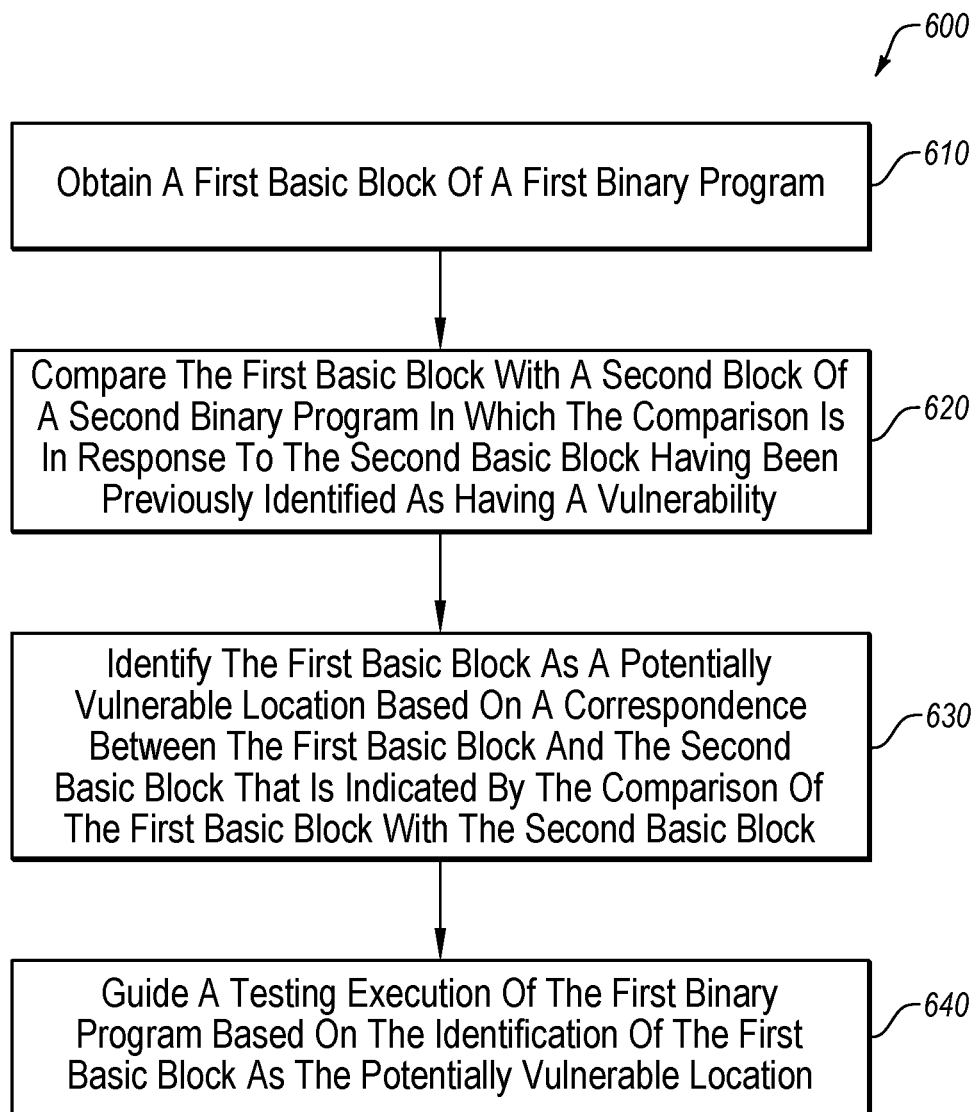 600
Obtain A First Basic Block Of A First Binary Program
610
Compare The First Basic Block With A Second Block Of
A Second Binary Program In Which The Comparison Is
In Response To The Second Basic Block Having Been
Previously Identified As Having A Vulnerability
620
Identify The First Basic Block As A Potentially
Vulnerable Location Based On A Correspondence
Between The First Basic Block And The Second
Basic Block That Is Indicated By The Comparison Of
The First Basic Block With The Second Basic Block
630
Guide A Testing Execution Of The First Binary
Program Based On The Identification Of The First
Basic Block As The Potentially Vulnerable Location
640